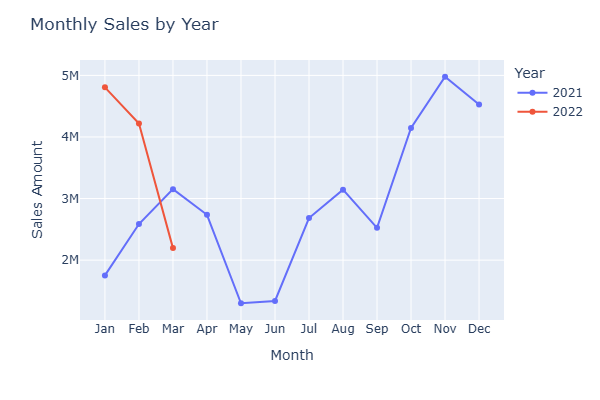 Monthly Sales by Year
Year
2021
2022
5M
4M
3M
2M
Sales Amount
Jan Feb Mar Apr May Jun Jul Aug Sep Oct Nov Dec
Month